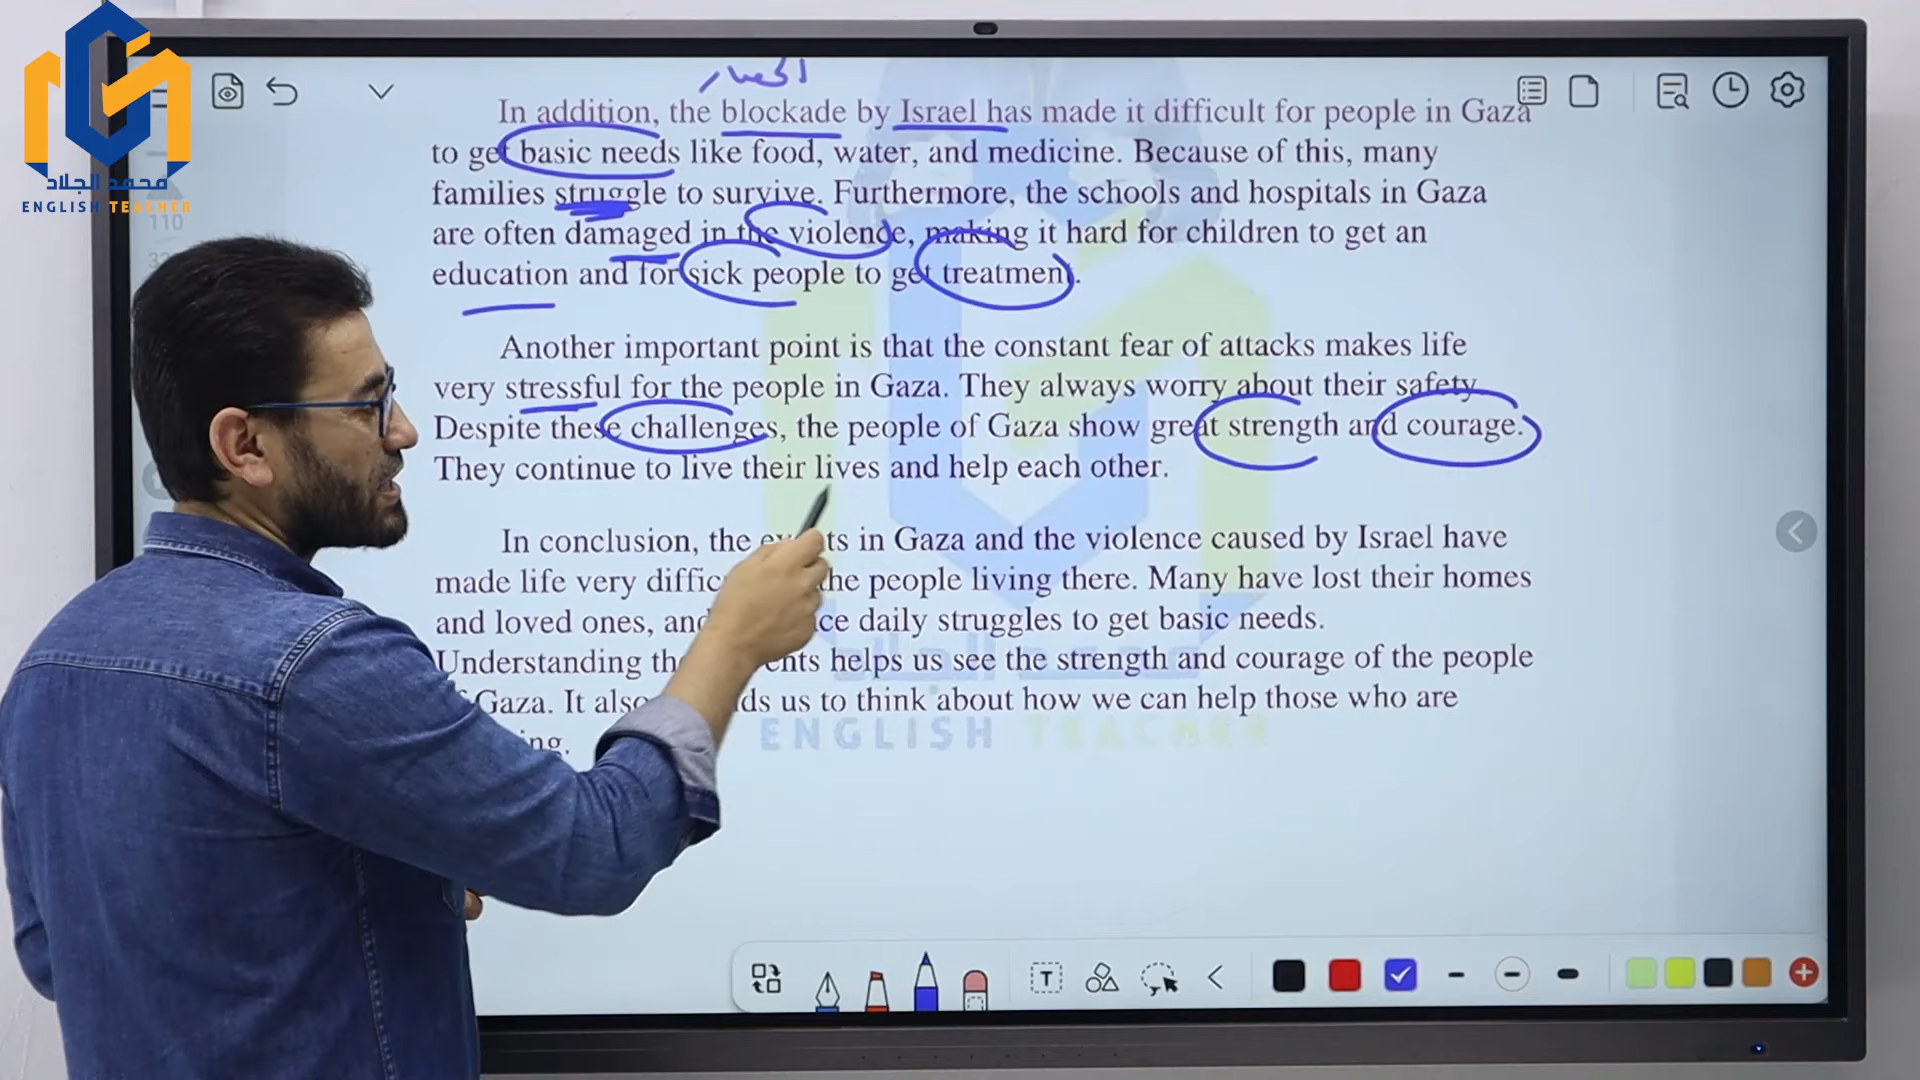 محمد الجلاد
ENGLISH TEACHER
110
الحصار
In addition, the blockade by Israel has made it difficult for people in Gaza
to get basic needs like food, water, and medicine. Because of this, many
families struggle to survive. Furthermore, the schools and hospitals in Gaza
are often damaged in the violence, making it hard for children to get an
education and for sick people to get treatment.
Another important point is that the constant fear of attacks makes life
very stressful for the people in Gaza. They always worry about their safety.
Despite these challenges, the people of Gaza show great strength and courage.
They continue to live their lives and help each other.
In conclusion, the in Gaza and the violence caused by Israel have
made life very the people living there. Many have lost their homes
and loved ones, daily struggles to get basic needs.
Understanding helps us see the strength and courage of the people
Gaza. It also us to think about how we can help those who are
ENGLISH TEACHER
T